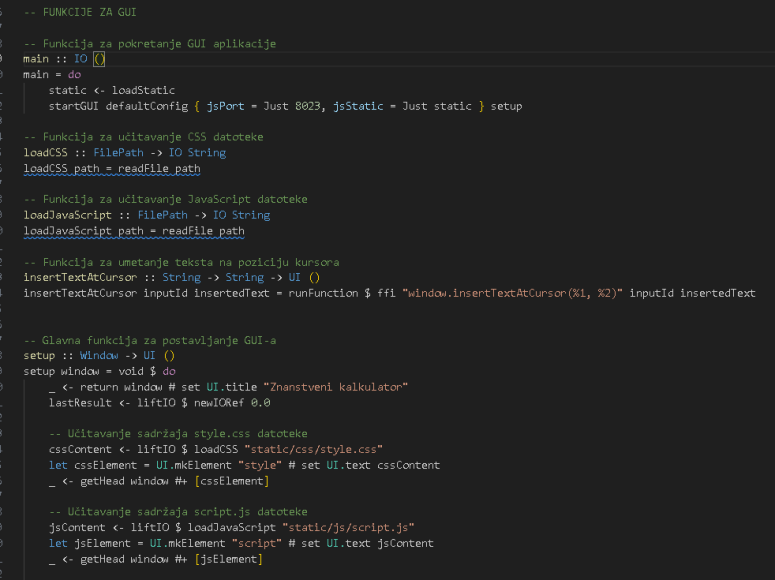 -- FUNKCIJE ZA GUI
-- Funkcija za pokretanje GUI aplikacije
main :: IO ()
main = do
    static <- loadStatic
    startGUI defaultConfig { jsPort = Just 8023, jsStatic = Just static } setup
-- Funkcija za učitavanje CSS datoteke
loadCSS :: FilePath -> IO String
loadCSS path = readFile path
-- Funkcija za učitavanje JavaScript datoteke
loadJavaScript :: FilePath -> IO String
loadJavaScript path = readFile path
-- Funkcija za umetanje teksta na poziciju kursora
insertTextAtCursor :: String -> String -> UI ()
insertTextAtCursor inputId insertedText = runFunction $ ffi "window.insertTextAtCursor(%1, %2)" inputId insertedText
-- Glavna funkcija za postavljanje GUI-a
setup :: Window -> UI ()
setup window = void $ do
    _ <- return window # set UI.title "Znanstveni kalkulator"
    lastResult <- liftIO $ newIORef 0.0
    -- Učitavanje sadržaja style.css datoteke
    cssContent <- liftIO $ loadCSS "static/css/style.css"
    let cssElement = UI.mkElement "style" # set UI.text cssContent
    _ <- getHead window #+ [cssElement]
    -- Učitavanje sadržaja script.js datoteke
    jsContent <- liftIO $ loadJavaScript "static/js/script.js"
    let jsElement = UI.mkElement "script" # set UI.text jsContent
    _ <- getHead window #+ [jsElement]